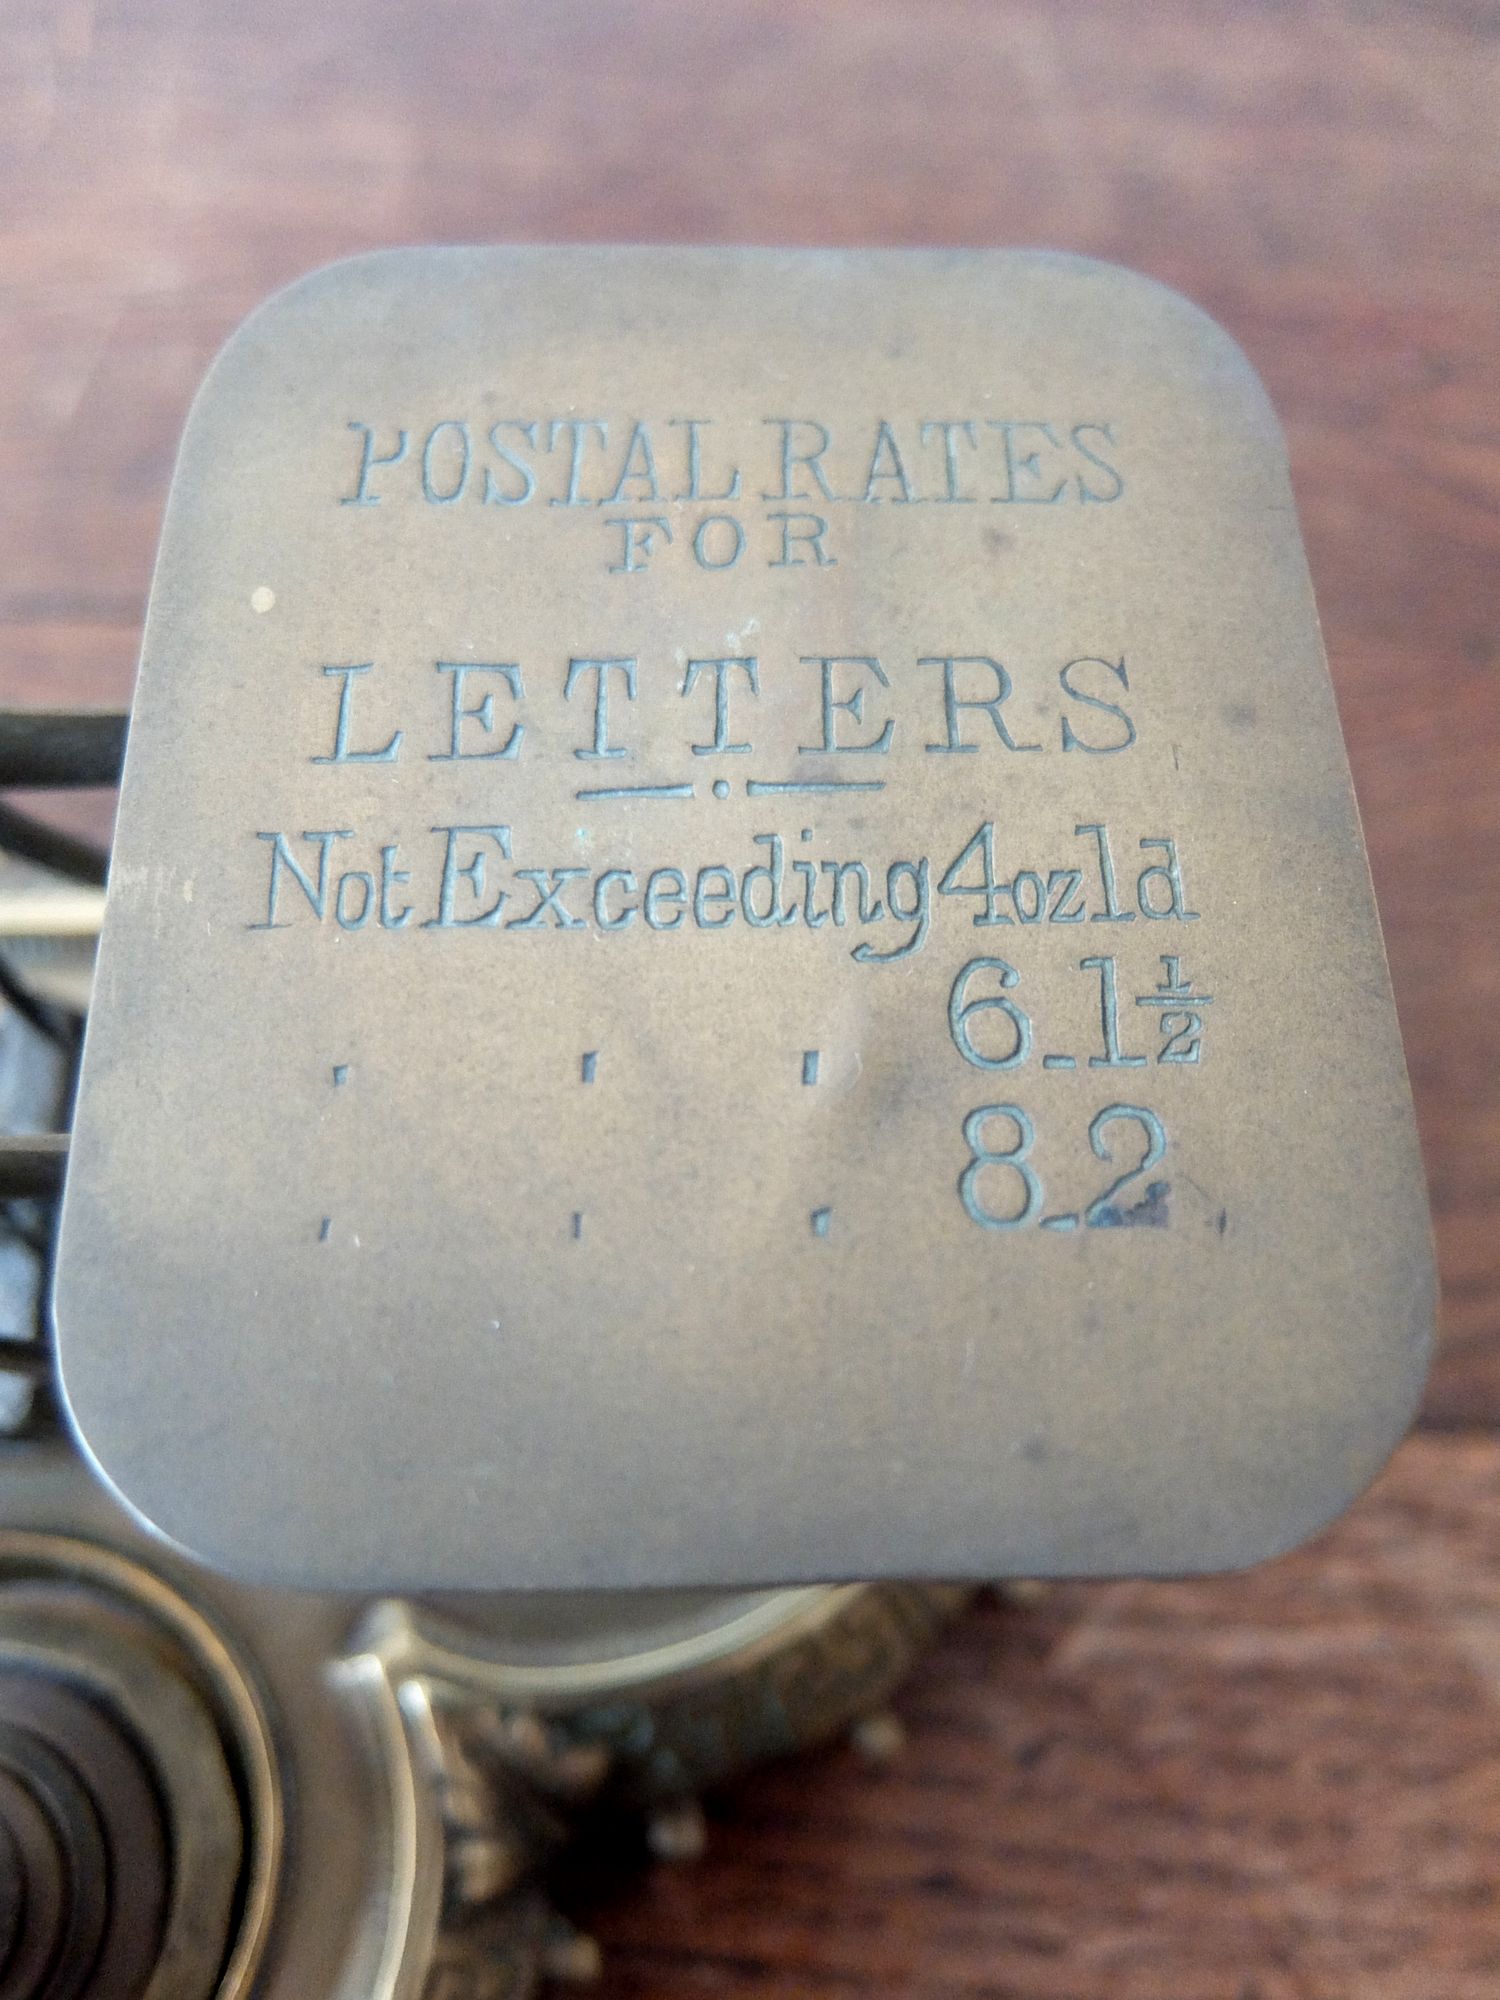 POSTAL RATES
FOR
LETTERS
Not Exceeding 4oz 1d
' ' ' 6 - 1½
' ' ' 8 - 2